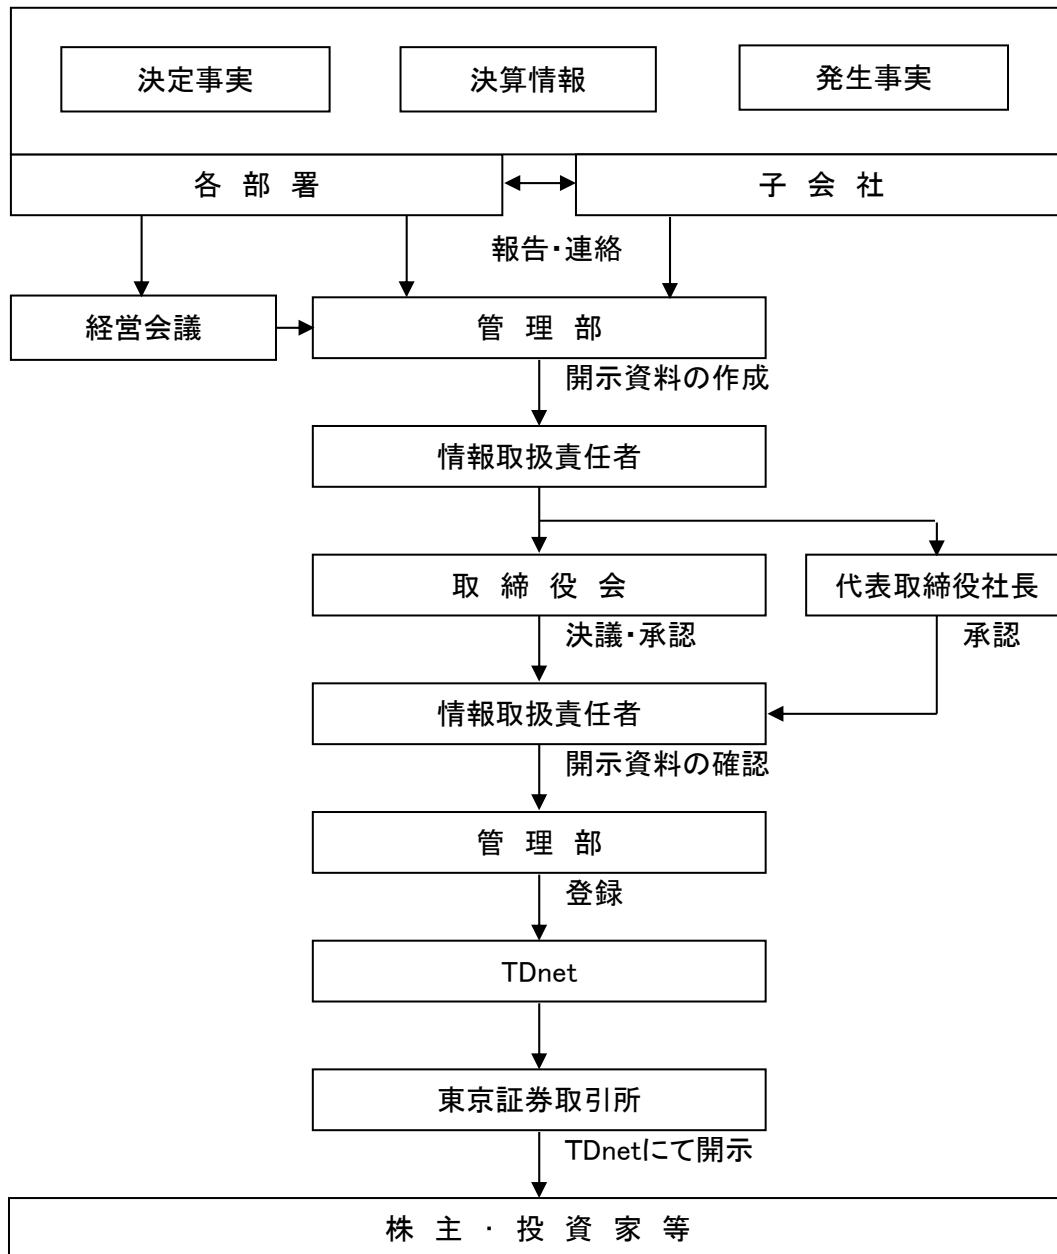 決定事実
決算情報
発生事実
各 部 署
子 会 社
報告・連絡
経営会議
管 理 部
開示資料の作成
情報取扱責任者
取 締 役 会
代表取締役社長
決議・承認
承認
情報取扱責任者
開示資料の確認
管 理 部
登録
TDnet
東京証券取引所
TDnetにて開示
株 主 ・ 投 資 家 等